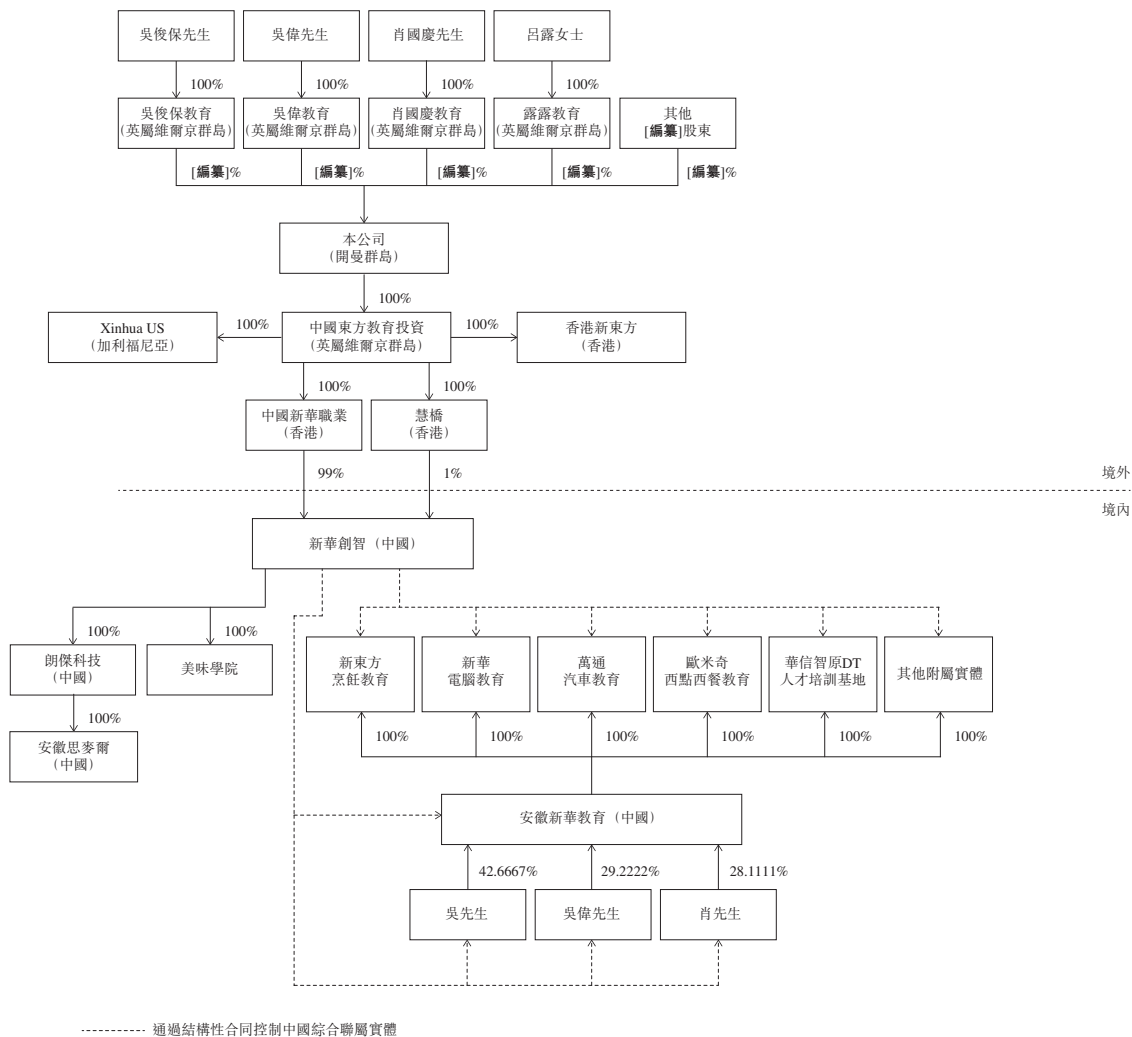 吳俊保先生
吳偉先生
肖國慶先生
呂露女士
100%
100%
100%
100%
吳俊保教育
(英屬維爾京群島)
吳偉教育
(英屬維爾京群島)
肖國慶教育
(英屬維爾京群島)
露露教育
(英屬維爾京群島)
其他
[編纂]股東
[編纂]%
[編纂]%
[編纂]%
[編纂]%
[編纂]%
本公司
(開曼群島)
100%
Xinhua US
(加利福尼亞)
100%
中國東方教育投資
(英屬維爾京群島)
100%
香港新東方
(香港)
100%
100%
中國新華職業
(香港)
慧橋
(香港)
99%
1%
境外
境內
新華創智 (中國)
100%
100%
朗傑科技
(中國)
美味學院
新東方
烹飪教育
新華
電腦教育
萬通
汽車教育
歐米奇
西點西餐教育
華信智原DT
人才培訓基地
其他附屬實體
100%
安徽思麥爾
(中國)
100%
100%
100%
100%
100%
100%
安徽新華教育 (中國)
42.6667%
29.2222%
28.1111%
吳先生
吳偉先生
肖先生
通過結構性合同控制中國綜合聯屬實體